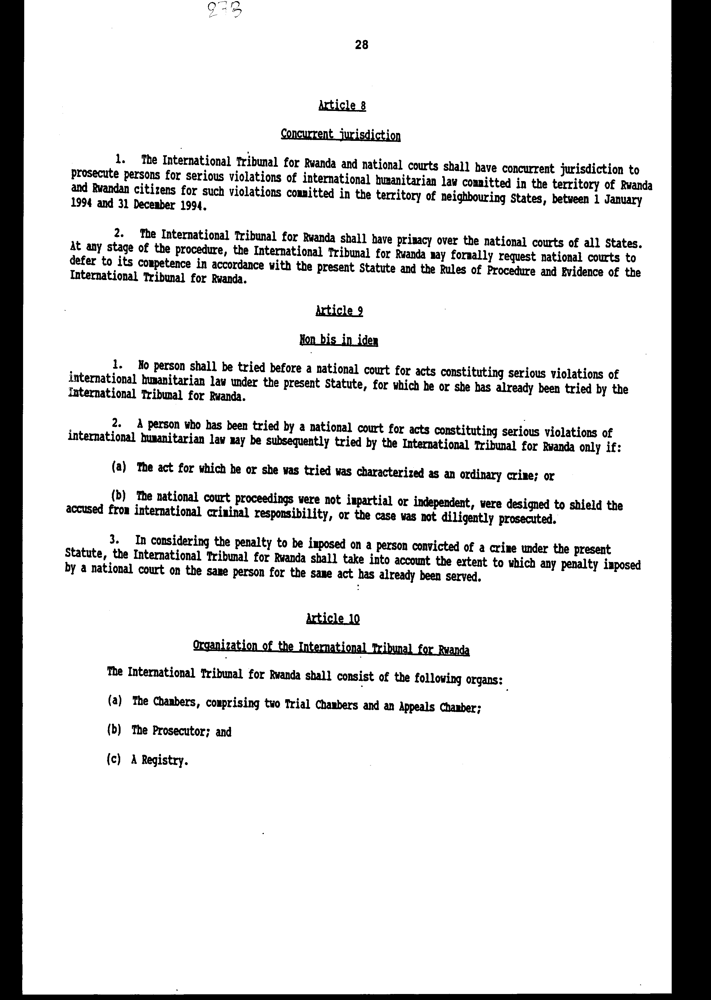 273
28
Article 8
Concurrent jurisdiction
1. The International Tribunal for Rwanda and national courts shall have concurrent jurisdiction to
prosecute persons for serious violations of international humanitarian law committed in the territory of Rwanda
and Rwandan citizens for such violations committed in the territory of neighbouring States, between 1 January
1994 and 31 December 1994.
2. The International Tribunal for Rwanda shall have primacy over the national courts of all States.
At any stage of the procedure, the International Tribunal for Rwanda may formally request national courts to
defer to its competence in accordance with the present Statute and the Rules of Procedure and Evidence of the
International Tribunal for Rwanda.
Article 9
Non bis in idem
1. No person shall be tried before a national court for acts constituting serious violations of
international humanitarian law under the present Statute, for which he or she has already been tried by the
International Tribunal for Rwanda.
2. A person who has been tried by a national court for acts constituting serious violations of
international humanitarian law may be subsequently tried by the International Tribunal for Rwanda only if:
(a) The act for which he or she was tried was characterized as an ordinary crime; or
(b) The national court proceedings were not impartial or independent, were designed to shield the
accused from international criminal responsibility, or the case was not diligently prosecuted.
3. In considering the penalty to be imposed on a person convicted of a crime under the present
Statute, the International Tribunal for Rwanda shall take into account the extent to which any penalty imposed
by a national court on the same person for the same act has already been served.
Article 10
Organization of the International Tribunal for Rwanda
The International Tribunal for Rwanda shall consist of the following organs:
(a) The Chambers, comprising two Trial Chambers and an Appeals Chamber;
(b) The Prosecutor; and
(c) A Registry.